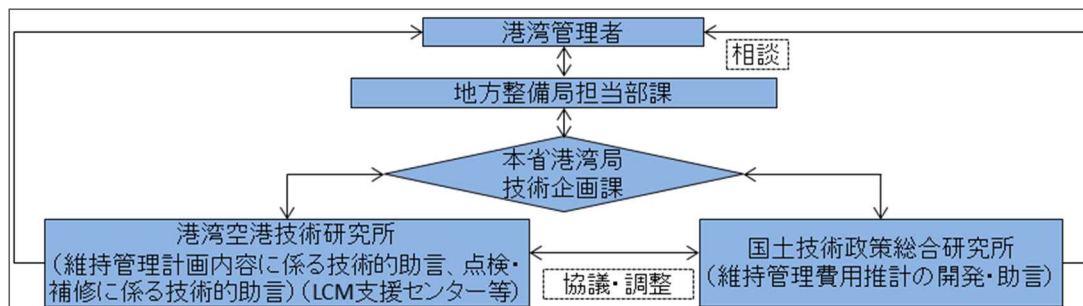 港湾管理者
相談
地方整備局担当部課
本省港湾局
技術企画課
港湾空港技術研究所
(維持管理計画内容に係る技術的助言、点検・
補修に係る技術的助言)(LCM支援センター等)
協議・調整
国土技術政策総合研究所
(維持管理費用推計の開発・助言)